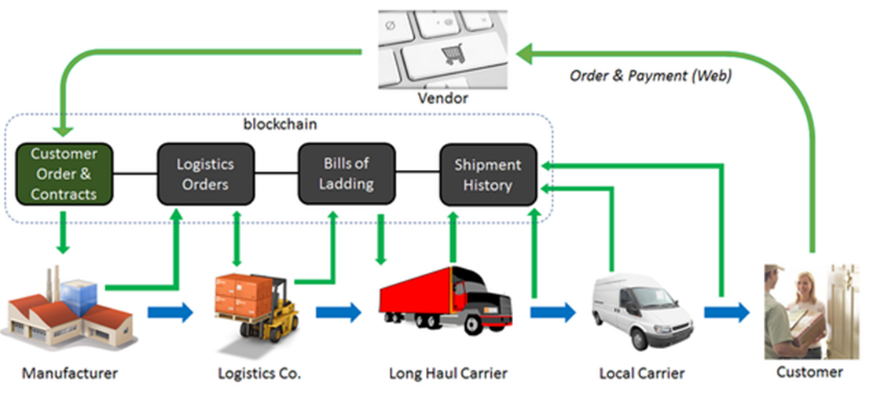 Order & Payment (Web)
Vendor
blockchain
Customer
Order &
Contracts
Logistics
Orders
Bills of
Ladding
Shipment
History
Manufacturer
Logistics Co.
Long Haul Carrier
Local Carrier
Customer